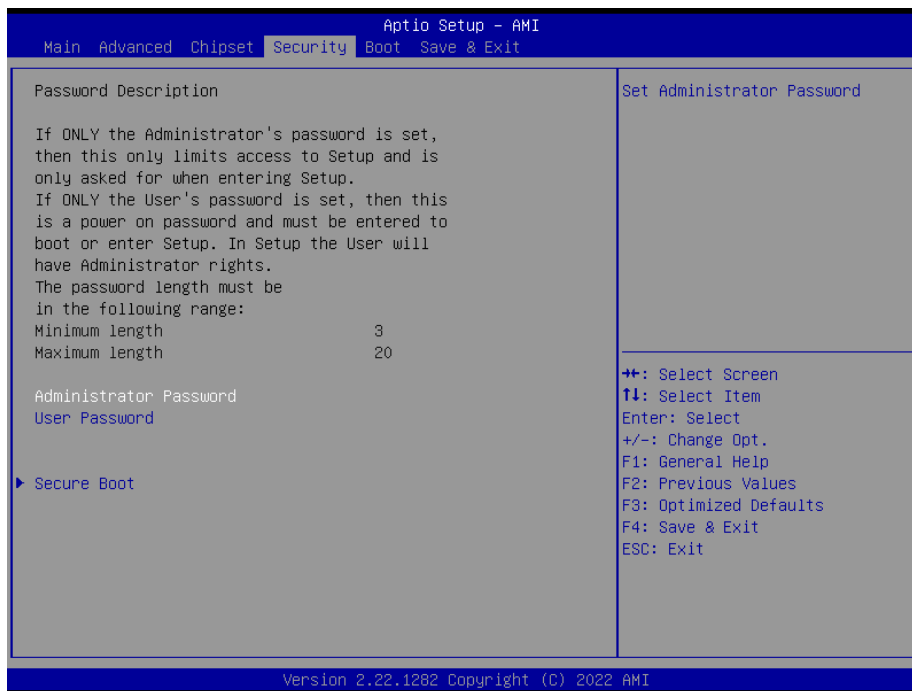 Aptio Setup – AMI
Main Advanced Chipset Security Boot Save & Exit
Password Description
If ONLY the Administrator's password is set,
then this only limits access to Setup and is
only asked for when entering Setup.
If ONLY the User's password is set, then this
is a power on password and must be entered to
boot or enter Setup. In Setup the User will
have Administrator rights.
The password length must be
in the following range:
Minimum length 3
Maximum length 20
Administrator Password
User Password
Secure Boot
Set Administrator Password
→←: Select Screen
↑↓: Select Item
Enter: Select
+/-: Change Opt.
F1: General Help
F2: Previous Values
F3: Optimized Defaults
F4: Save & Exit
ESC: Exit
Version 2.22.1282 Copyright (C) 2022 AMI